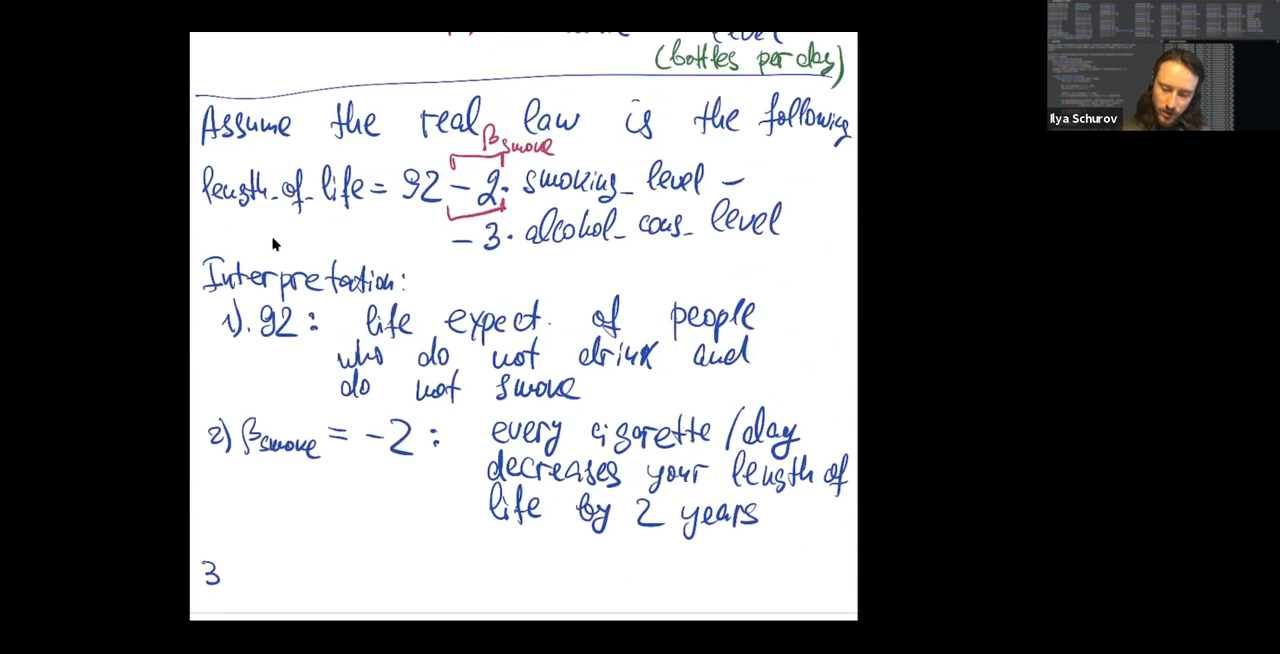 level
(bottles per day)
Assume the real law is the following
βsmoke
length_of_life = 92 - 2. smoking_level -
- 3. alcohol_cons_level
Interpretation:
1). 92: life expect. of people
who do not drink and
do not smoke
2) βsmoke = -2 : every cigarette/day
decreases your length of
life by 2 years
3
Ilya Schurov